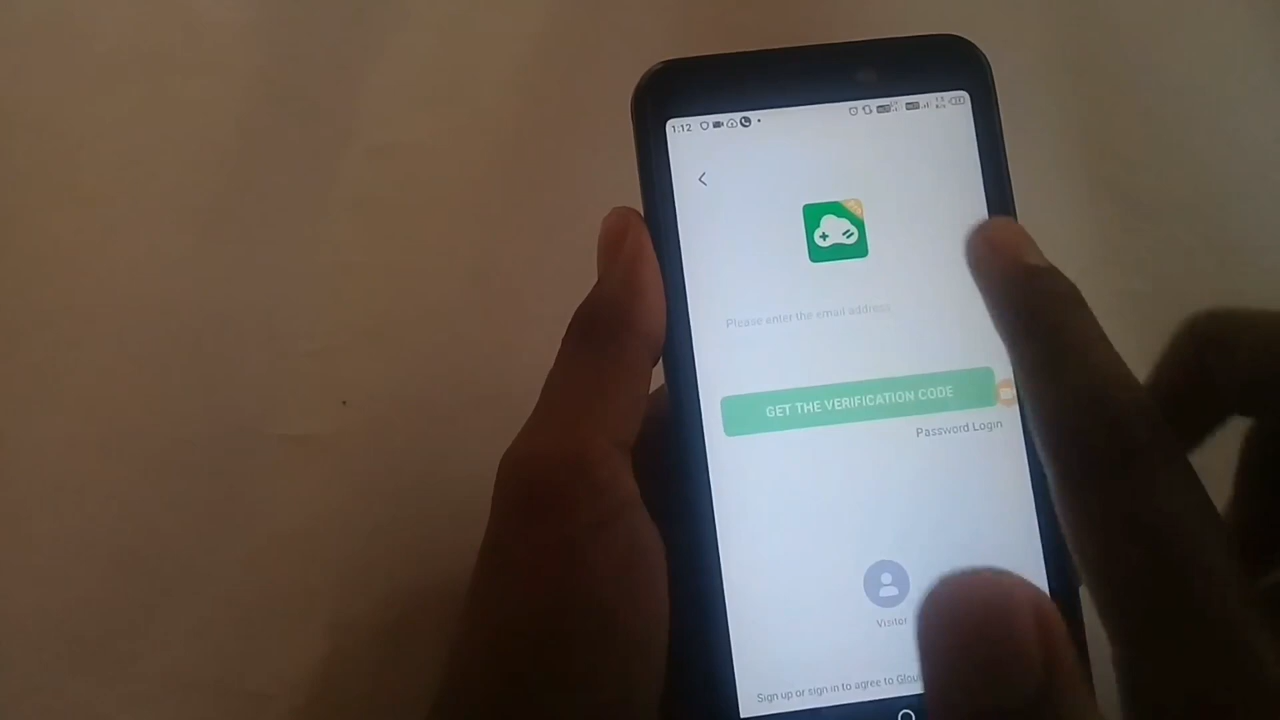 1:12
Please enter the email address
GET THE VERIFICATION CODE
Password Login
Visitor
Sign up or sign in to agree to